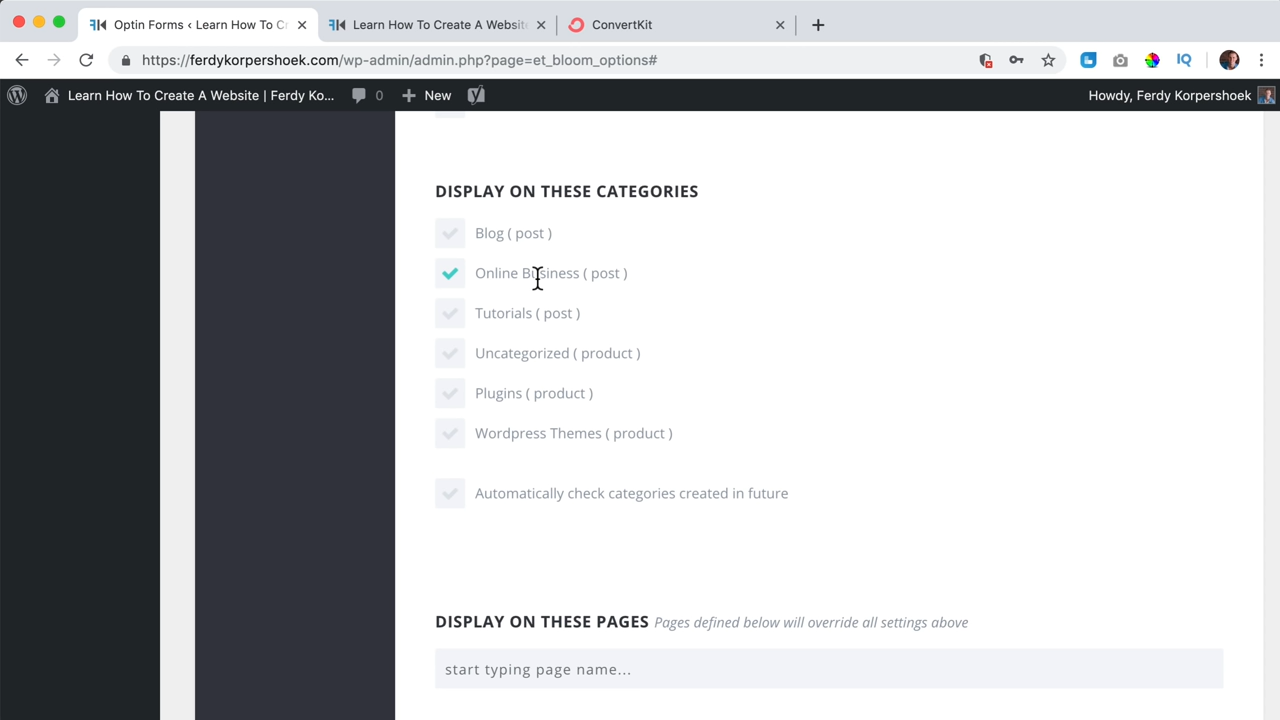 Optin Forms ‹ Learn How To Cr
Learn How To Create A Website
ConvertKit
https://ferdykorpershoek.com/wp-admin/admin.php?page=et_bloom_options#
IQ
Learn How To Create A Website | Ferdy Ko...
0
New
Howdy, Ferdy Korpershoek
DISPLAY ON THESE CATEGORIES
Blog ( post )
Online Business ( post )
Tutorials ( post )
Uncategorized ( product )
Plugins ( product )
Wordpress Themes ( product )
Automatically check categories created in future
DISPLAY ON THESE PAGES Pages defined below will override all settings above
start typing page name...